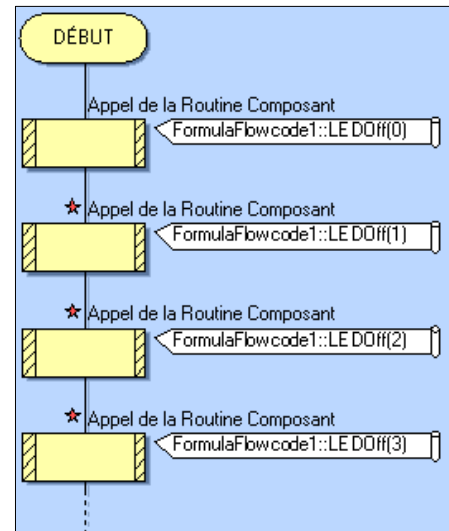 DÉBUT
Appel de la Routine Composant
FormulaFlowcode1::LEDOff(0)
Appel de la Routine Composant
FormulaFlowcode1::LEDOff(1)
Appel de la Routine Composant
FormulaFlowcode1::LEDOff(2)
Appel de la Routine Composant
FormulaFlowcode1::LEDOff(3)